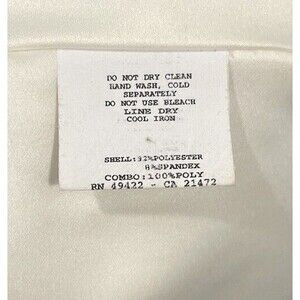 DO NOT DRY CLEAN
HAND WASH, COLD
SEPARATELY
DO NOT USE BLEACH
LINE DRY
COOL IRON
SHELL:92%POLYESTER
8%SPANDEX
COMBO:100%POLY
RN 49422 - CA 21472